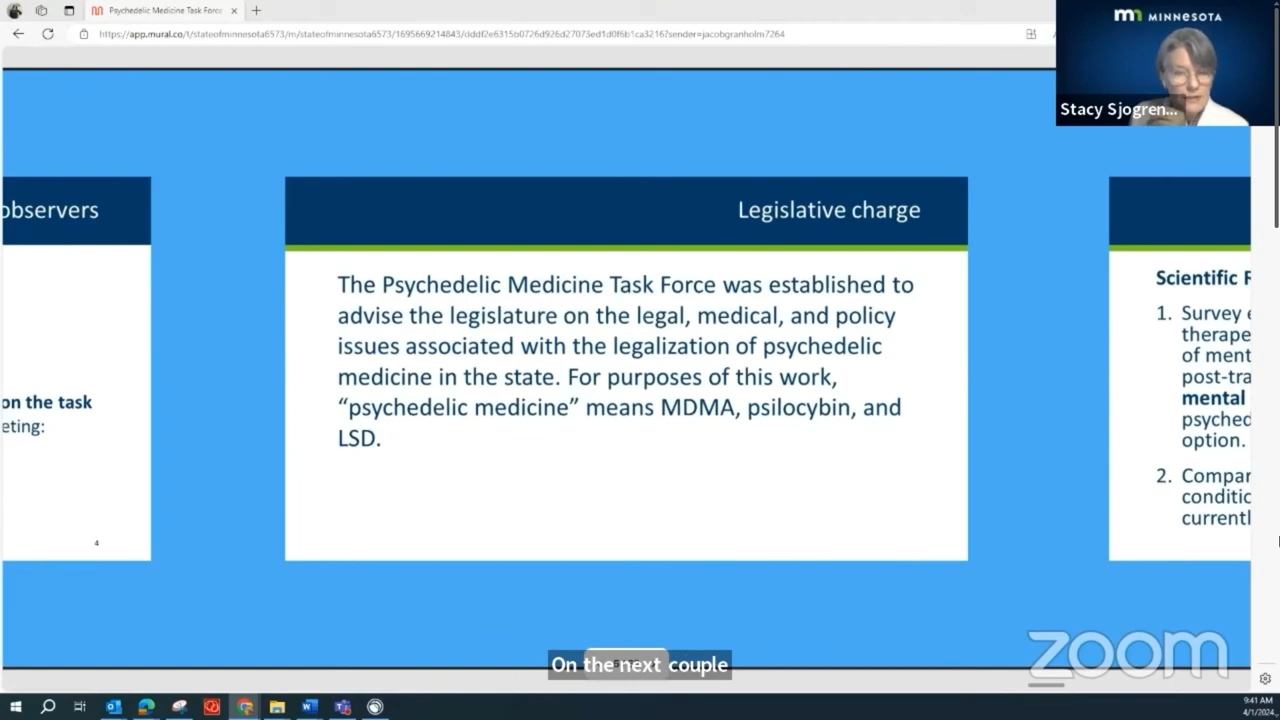 Psychedelic Medicine Task Force
https://app.mural.co/t/stateofminnesota6573/m/stateofminnesota6573/1695669214843/dddf2e6315b0726d926d27073ed1d0f6b1ca3216?sender=jacobgranholm7264
MINNESOTA
Stacy Sjogren...
observers
on the task
eting:
4
Legislative charge
The Psychedelic Medicine Task Force was established to
advise the legislature on the legal, medical, and policy
issues associated with the legalization of psychedelic
medicine in the state. For purposes of this work,
“psychedelic medicine” means MDMA, psilocybin, and
LSD.
Scientific R
1. Survey e
therape
of ment
post-tra
mental
psyched
option.
2. Compar
conditic
currentl
On the next couple
zoom
9:41 AM
4/1/2024